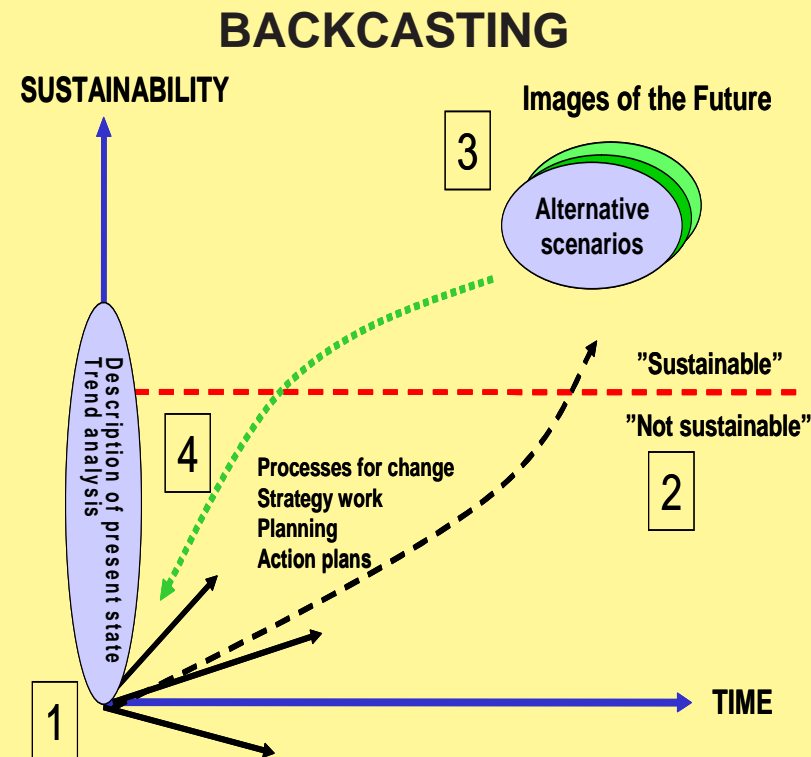 BACKCASTING
SUSTAINABILITY
Images of the Future
3
Alternative
scenarios
”Sustainable”
”Not sustainable”
Description of present state
Trend analysis
4
Processes for change
Strategy work
Planning
Action plans
2
1
TIME